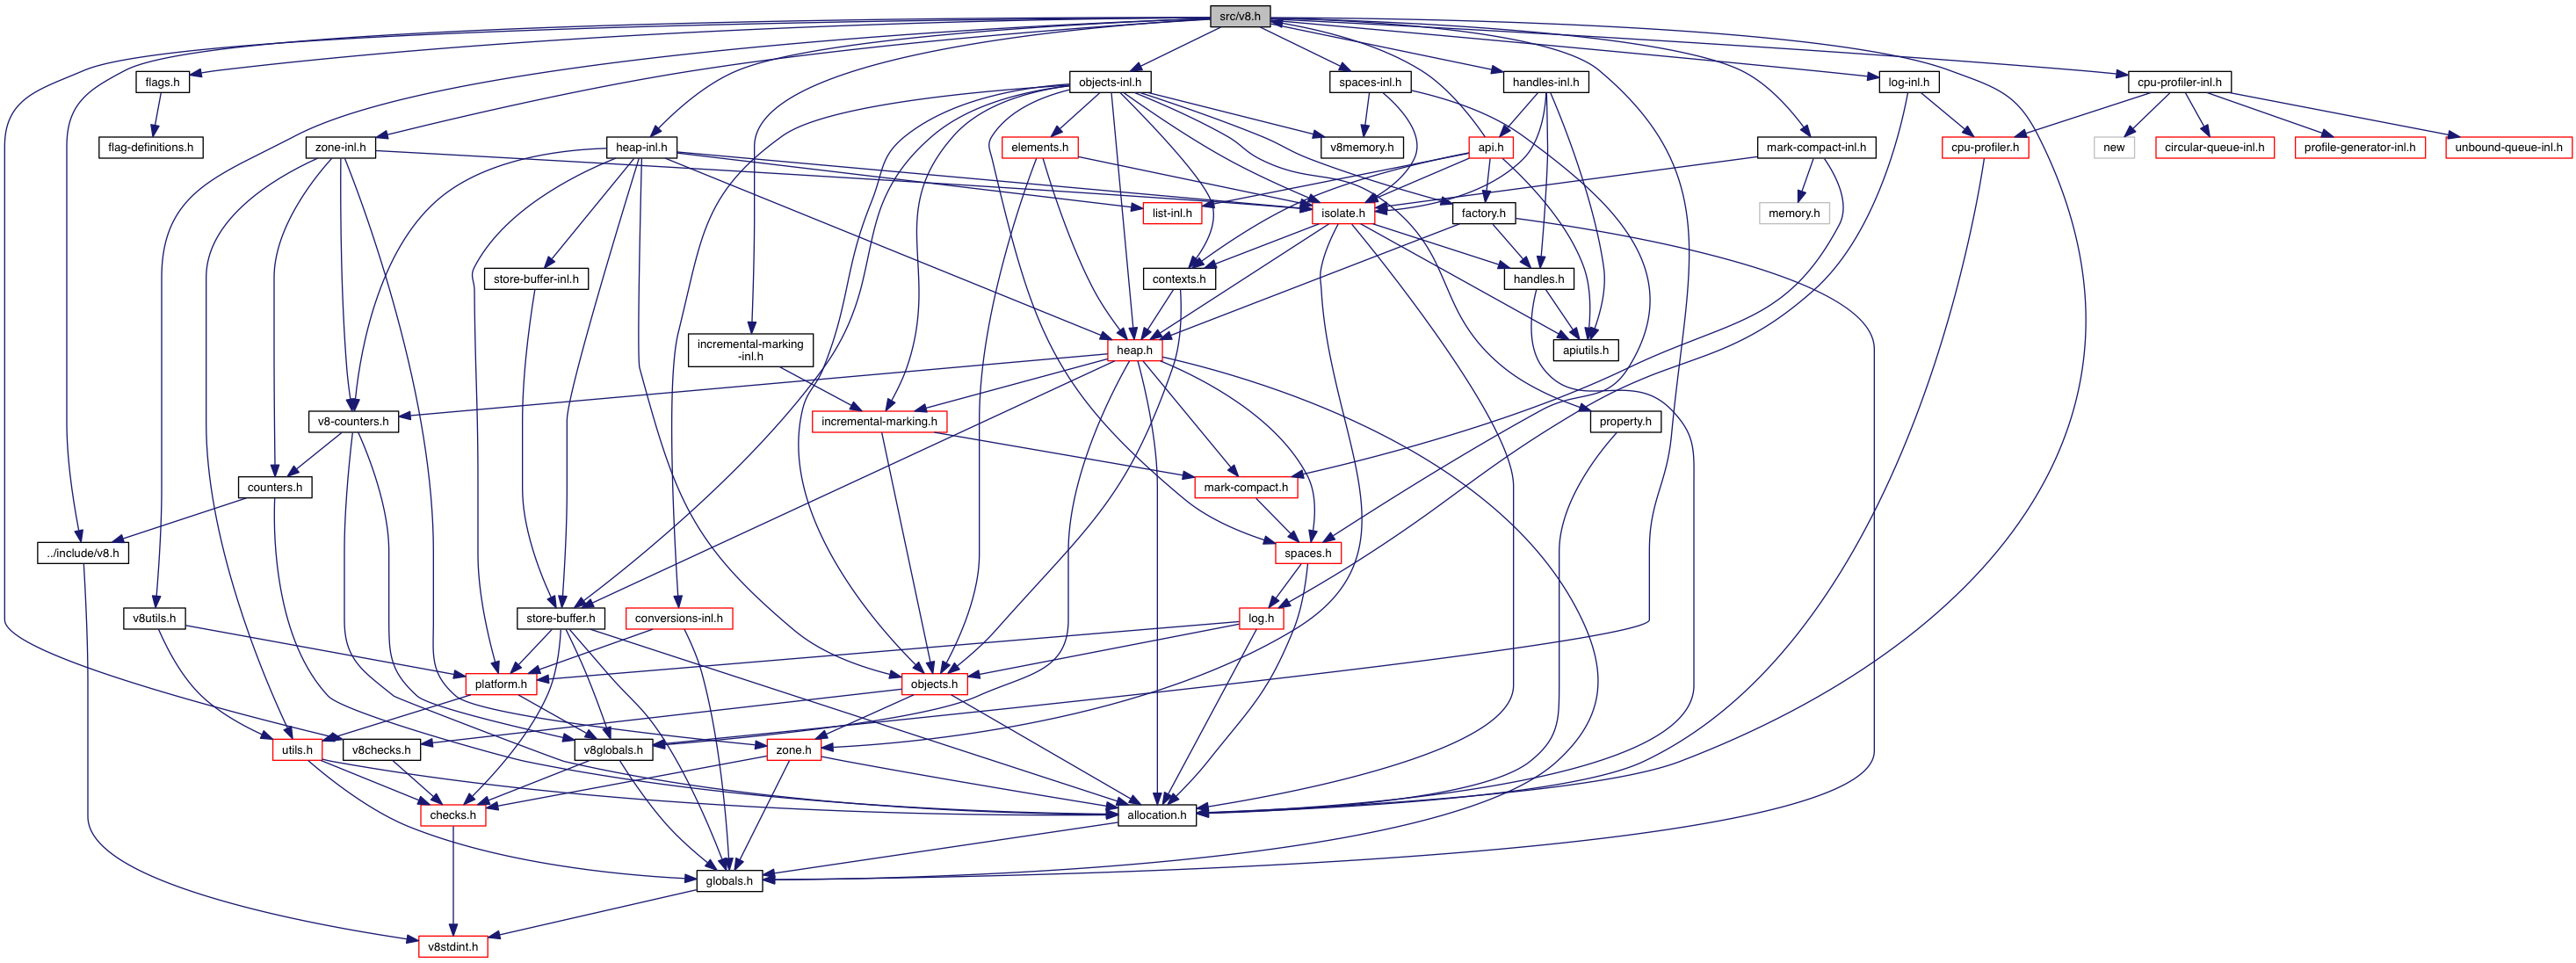 src/v8.h
flags.h
objects-inl.h
spaces-inl.h
handles-inl.h
log-inl.h
cpu-profiler-inl.h
flag-definitions.h
zone-inl.h
heap-inl.h
elements.h
v8memory.h
api.h
mark-compact-inl.h
cpu-profiler.h
new
circular-queue-inl.h
profile-generator-inl.h
unbound-queue-inl.h
list-inl.h
isolate.h
factory.h
memory.h
store-buffer-inl.h
contexts.h
handles.h
incremental-marking
-inl.h
heap.h
apiutils.h
v8-counters.h
incremental-marking.h
property.h
counters.h
mark-compact.h
../include/v8.h
spaces.h
v8utils.h
store-buffer.h
conversions-inl.h
log.h
platform.h
objects.h
utils.h
v8checks.h
v8globals.h
zone.h
checks.h
allocation.h
globals.h
v8stdint.h